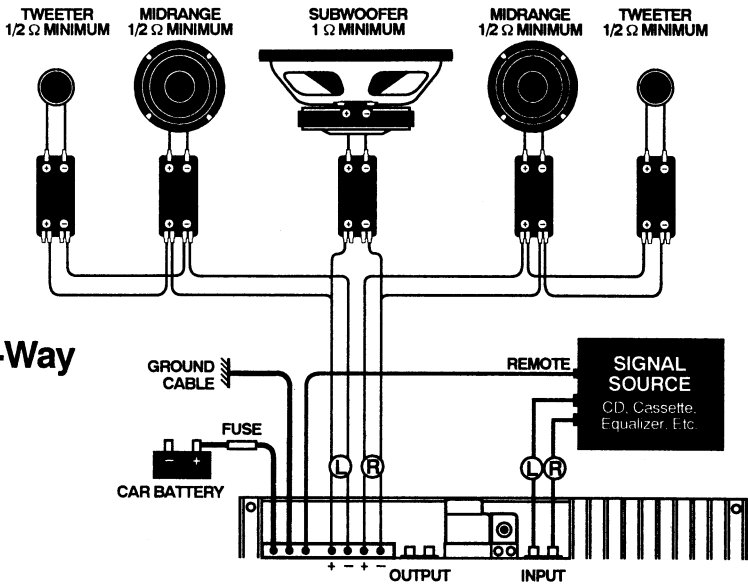 TWEETER
1/2 Ω MINIMUM
MIDRANGE
1/2 Ω MINIMUM
SUBWOOFER
1 Ω MINIMUM
MIDRANGE
1/2 Ω MINIMUM
TWEETER
1/2 Ω MINIMUM
+ −
+ −
+ −
+ −
+ −
+ −
+ −
+ −
+ −
+ −
+ −
-Way
GROUND
CABLE
REMOTE
SIGNAL
SOURCE
CD, Cassette,
Equalizer, Etc.
FUSE
− +
CAR BATTERY
L R
L R
+ − + −
OUTPUT
INPUT